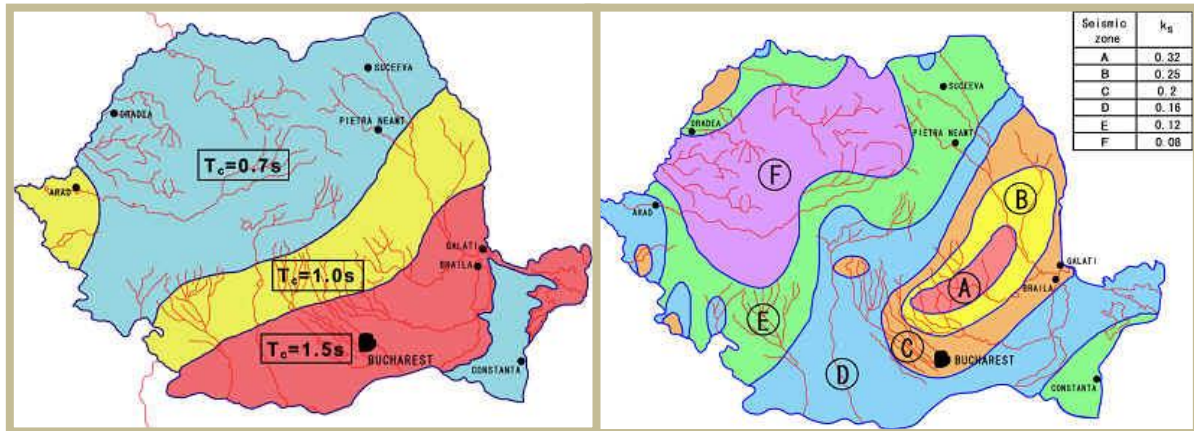 SUCEEVA
ORADEA
PIETRA NEANT
Tc=0.7s
ARAD
GALATI
BRAILA
Tc=1.0s
Tc=1.5s
BUCHAREST
CONSTANTA
Seismic zone ks
A 0.32
B 0.25
C 0.2
D 0.16
E 0.12
F 0.08
SUCEEVA
ORADEA
PIETRA NEANT
F
B
ARAD
GALATI
A
BRAILA
E
C
BUCHAREST
D
CONSTANTA